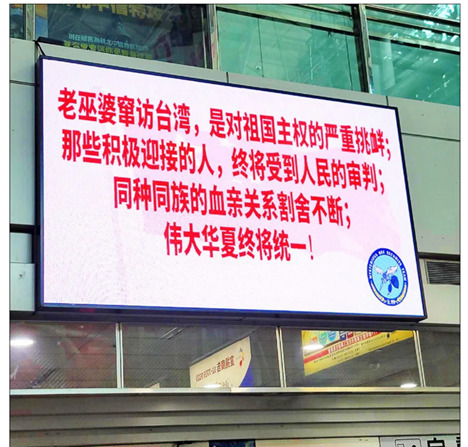 老巫婆窜访台湾，是对祖国主权的严重挑衅；
那些积极迎接的人，终将受到人民的审判；
同种同族的血亲关系割舍不断；
伟大华夏终将统一！